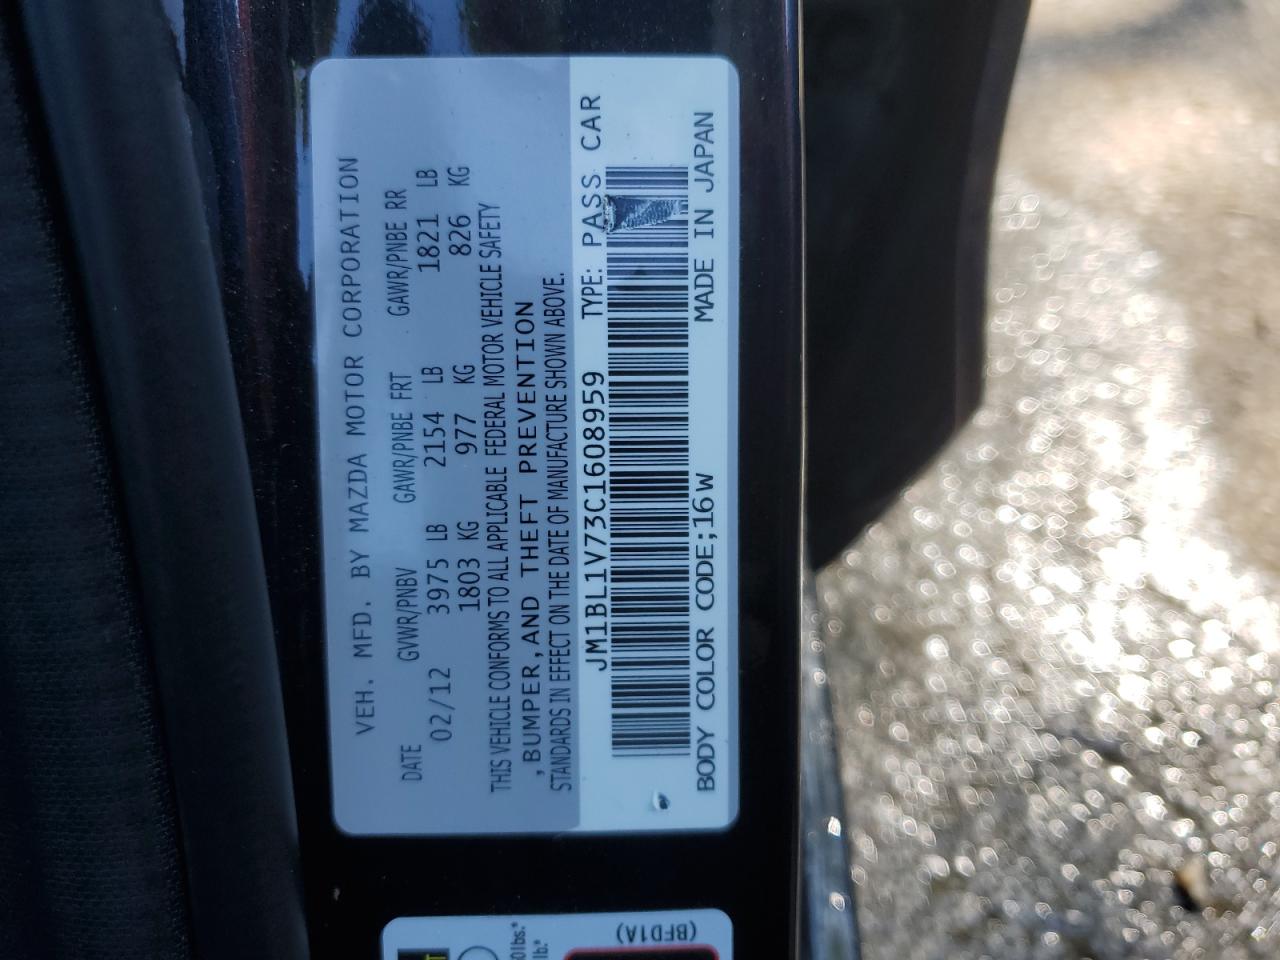 VEH. MFD. BY MAZDA MOTOR CORPORATION
DATE GVWR/PNBV GAWR/PNBE FRT GAWR/PNBE RR
02/12 3975 LB 2154 LB 1821 LB
1803 KG 977 KG 826 KG
THIS VEHICLE CONFORMS TO ALL APPLICABLE FEDERAL MOTOR VEHICLE SAFETY
,BUMPER,AND THEFT PREVENTION
STANDARDS IN EFFECT ON THE DATE OF MANUFACTURE SHOWN ABOVE.
JM1BL1V73C1608959 TYPE: PASS CAR
BODY COLOR CODE;16W MADE IN JAPAN
(BFD1A)